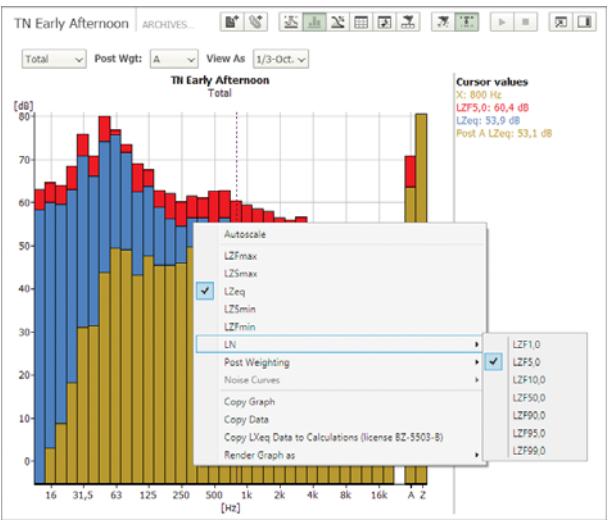 TN Early Afternoon ARCHIVES...
Total Post Wgt: A View As 1/3-Oct.
TN Early Afternoon
Total
[dB]
80
70
60
50
40
30
20
10
0
16 31,5 63 125 250 500 1k 2k 4k 8k 16k A Z
[Hz]
Cursor values
X: 800 Hz
LZF5,0: 60,4 dB
LZeq: 53,9 dB
Post A LZeq: 53,1 dB
Autoscale
LZFmax
LZSmax
LZeq
LZSmin
LZFmin
LN
Post Weighting
Noise Curves
Copy Graph
Copy Data
Copy LXeq Data to Calculations (license BZ-5503-B)
Render Graph as
LZF1,0
LZF5,0
LZF10,0
LZF50,0
LZF90,0
LZF95,0
LZF99,0